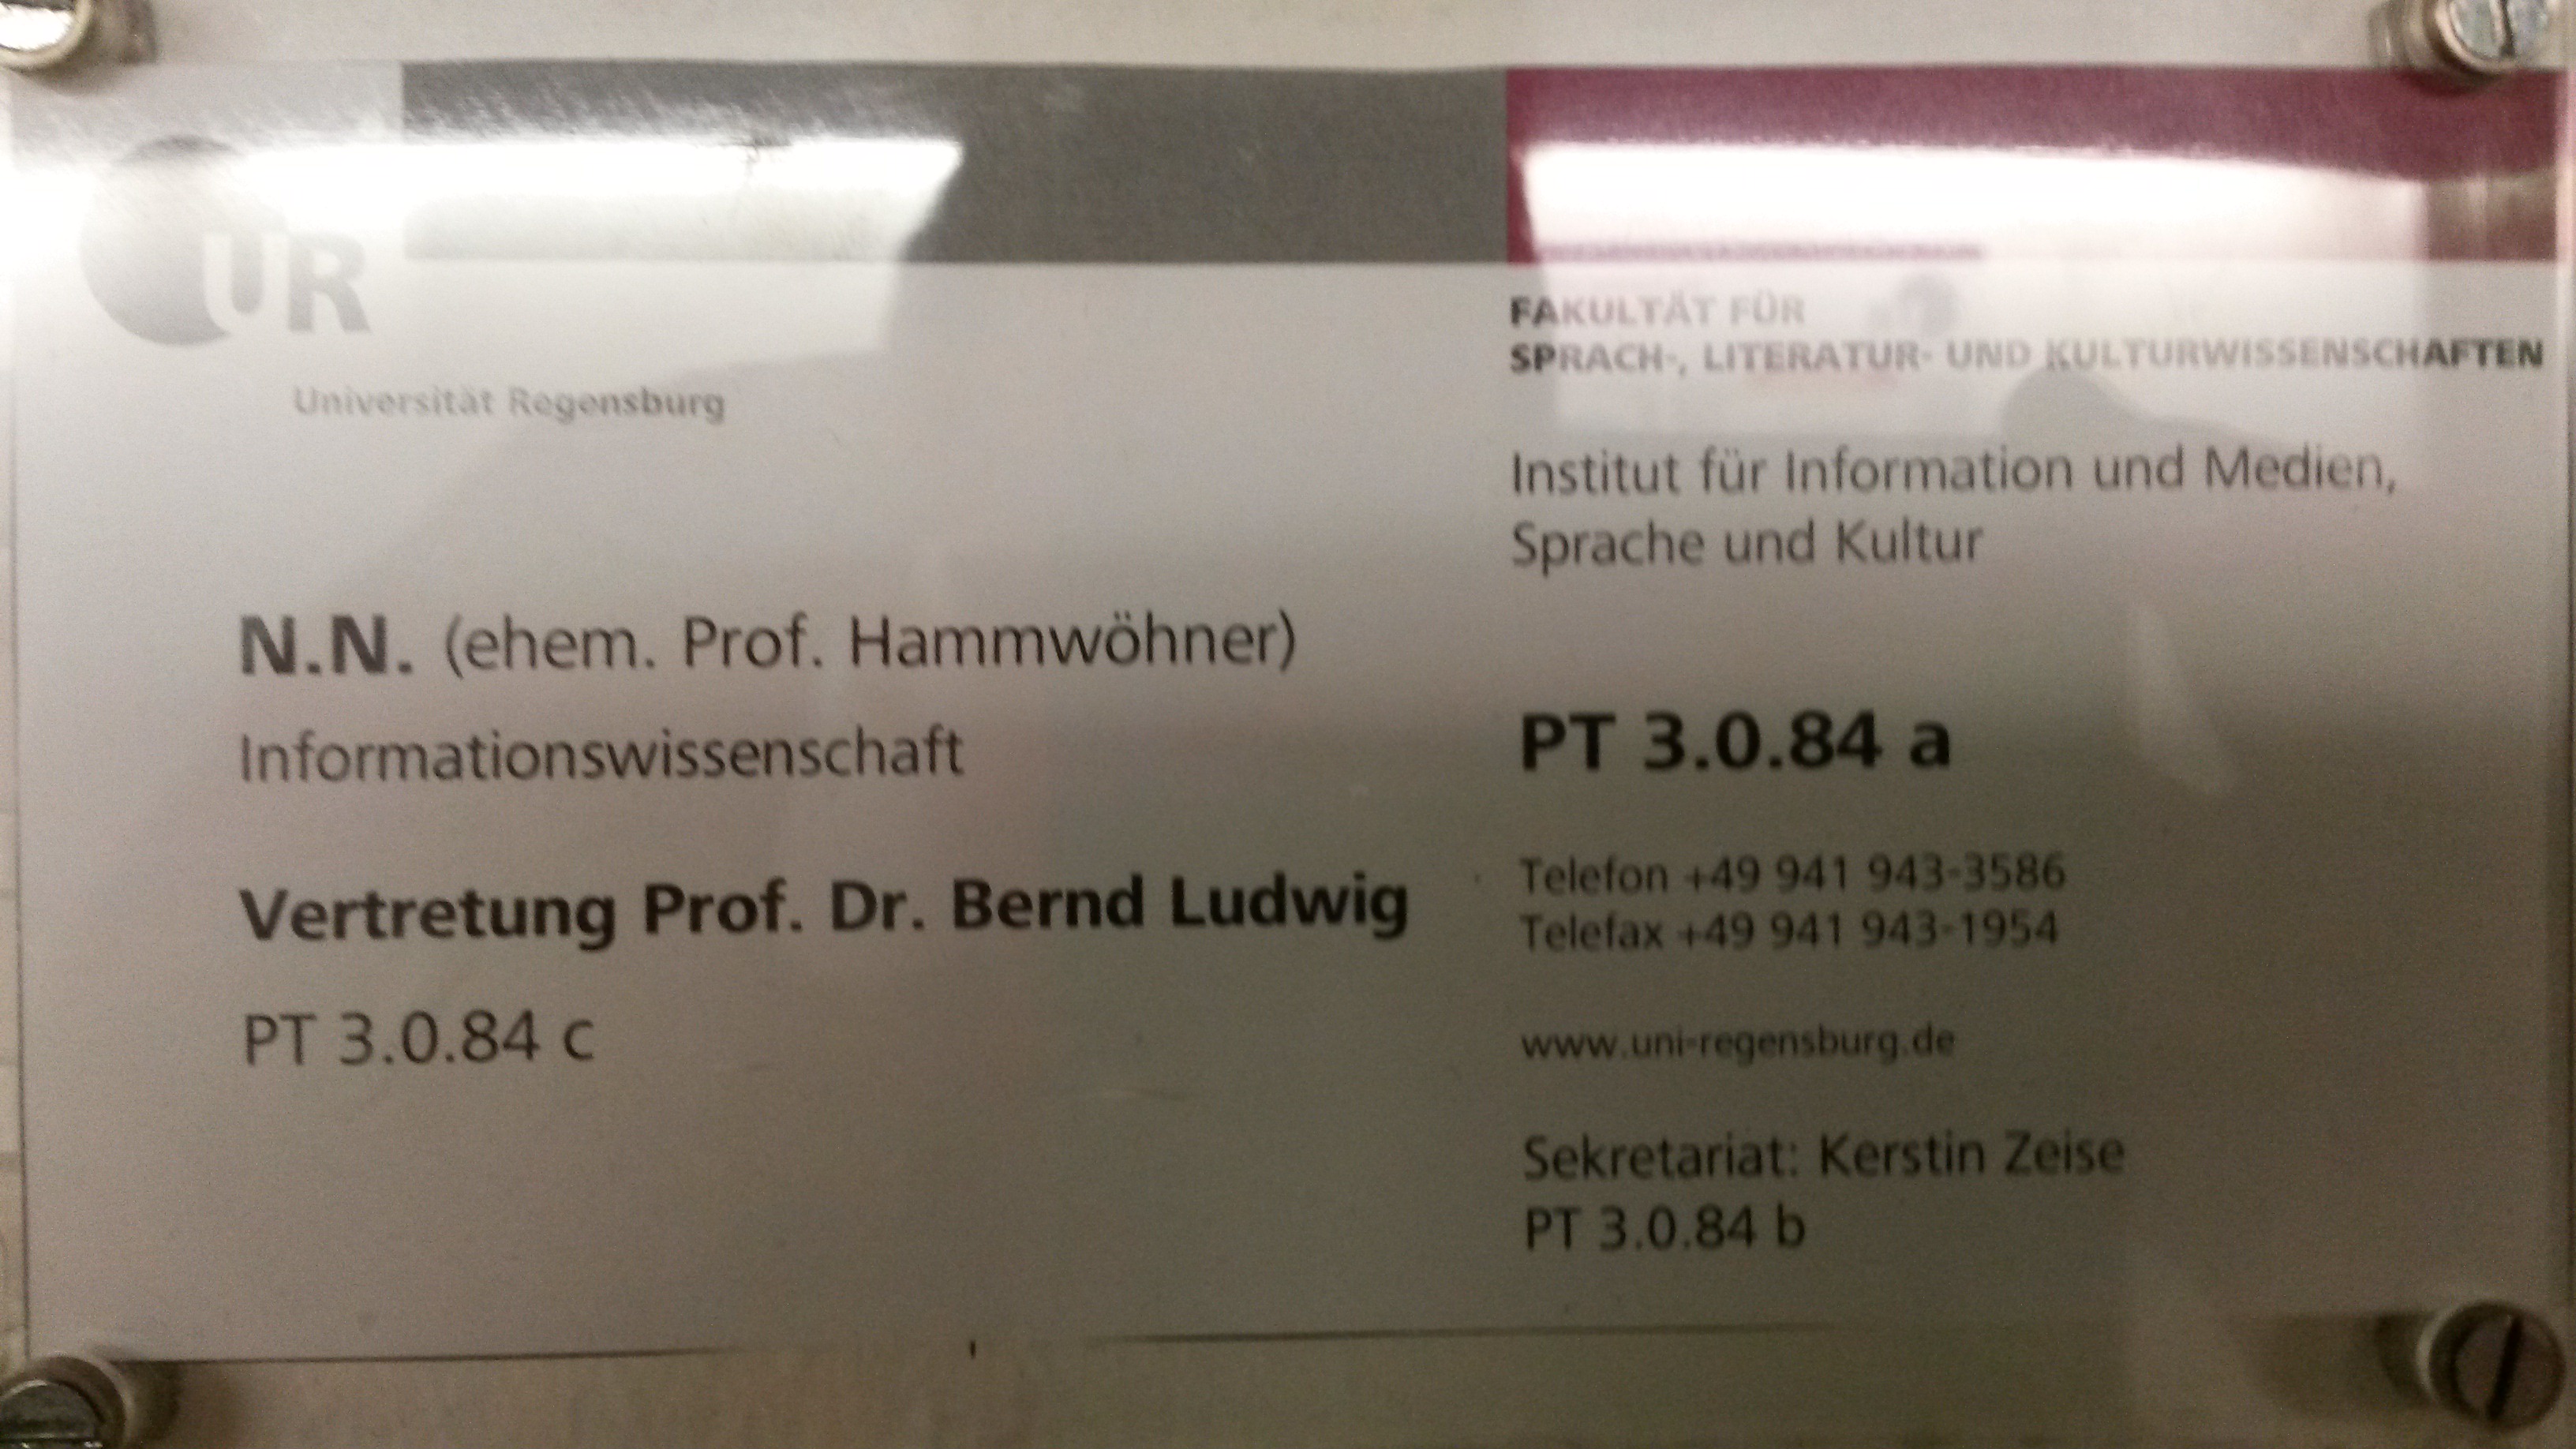 UR
Universität Regensburg
FAKULTÄT FÜR
SPRACH-, LITERATUR- UND KULTURWISSENSCHAFTEN
Institut für Information und Medien,
Sprache und Kultur
N.N. (ehem. Prof. Hammwöhner)
Informationswissenschaft
Vertretung Prof. Dr. Bernd Ludwig
PT 3.0.84 c
PT 3.0.84 a
Telefon +49 941 943-3586
Telefax +49 941 943-1954
www.uni-regensburg.de
Sekretariat: Kerstin Zeise
PT 3.0.84 b